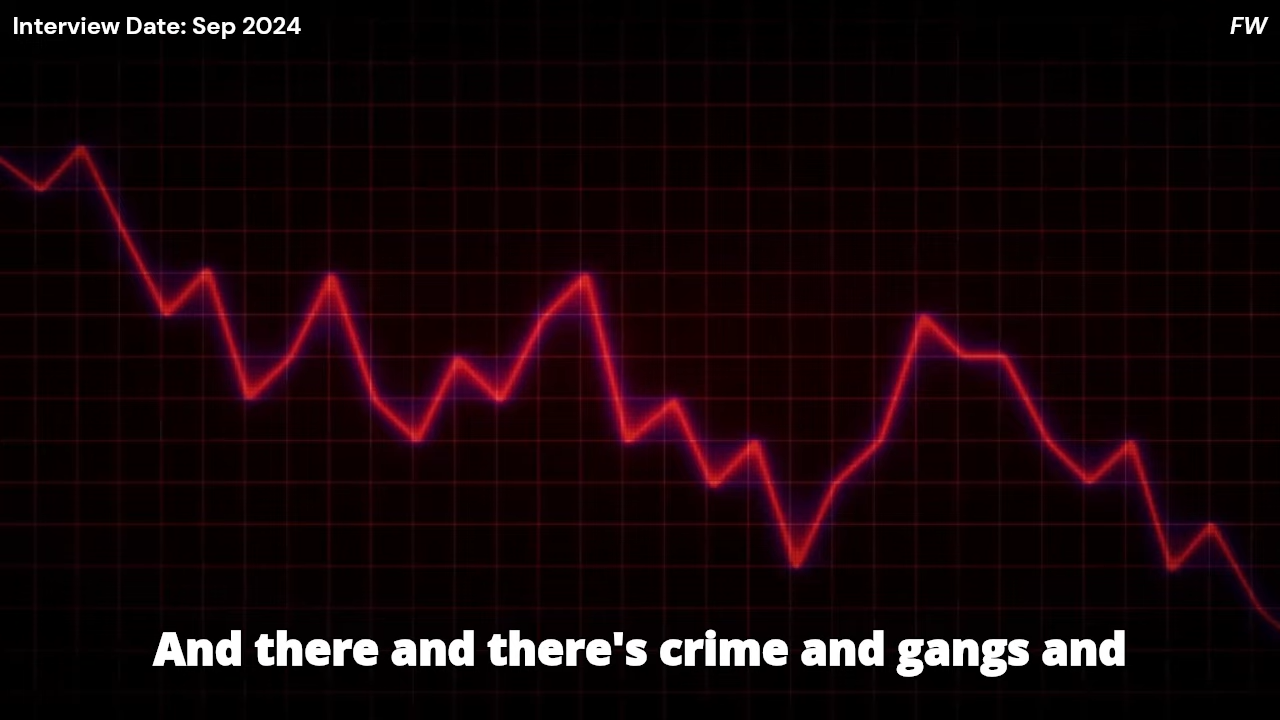 Interview Date: Sep 2024
FW
And there and there's crime and gangs and